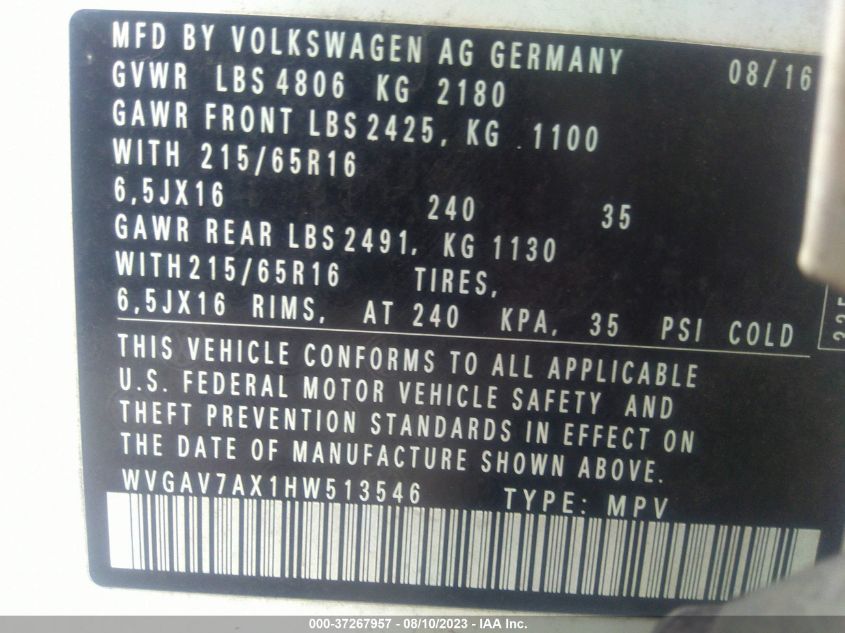 MFD BY VOLKSWAGEN AG GERMANY 08/16
GVWR LBS 4806 KG 2180
GAWR FRONT LBS 2425, KG 1100
WITH 215/65R16
6,5JX16 240 35
GAWR REAR LBS 2491, KG 1130
WITH 215/65R16 TIRES,
6,5JX16 RIMS, AT 240 KPA, 35 PSI COLD
THIS VEHICLE CONFORMS TO ALL APPLICABLE
U.S. FEDERAL MOTOR VEHICLE SAFETY AND
THEFT PREVENTION STANDARDS IN EFFECT ON
THE DATE OF MANUFACTURE SHOWN ABOVE.
WVGAV7AX1HW513546 TYPE: MPV
000-37267957 - 08/10/2023 - IAA Inc.